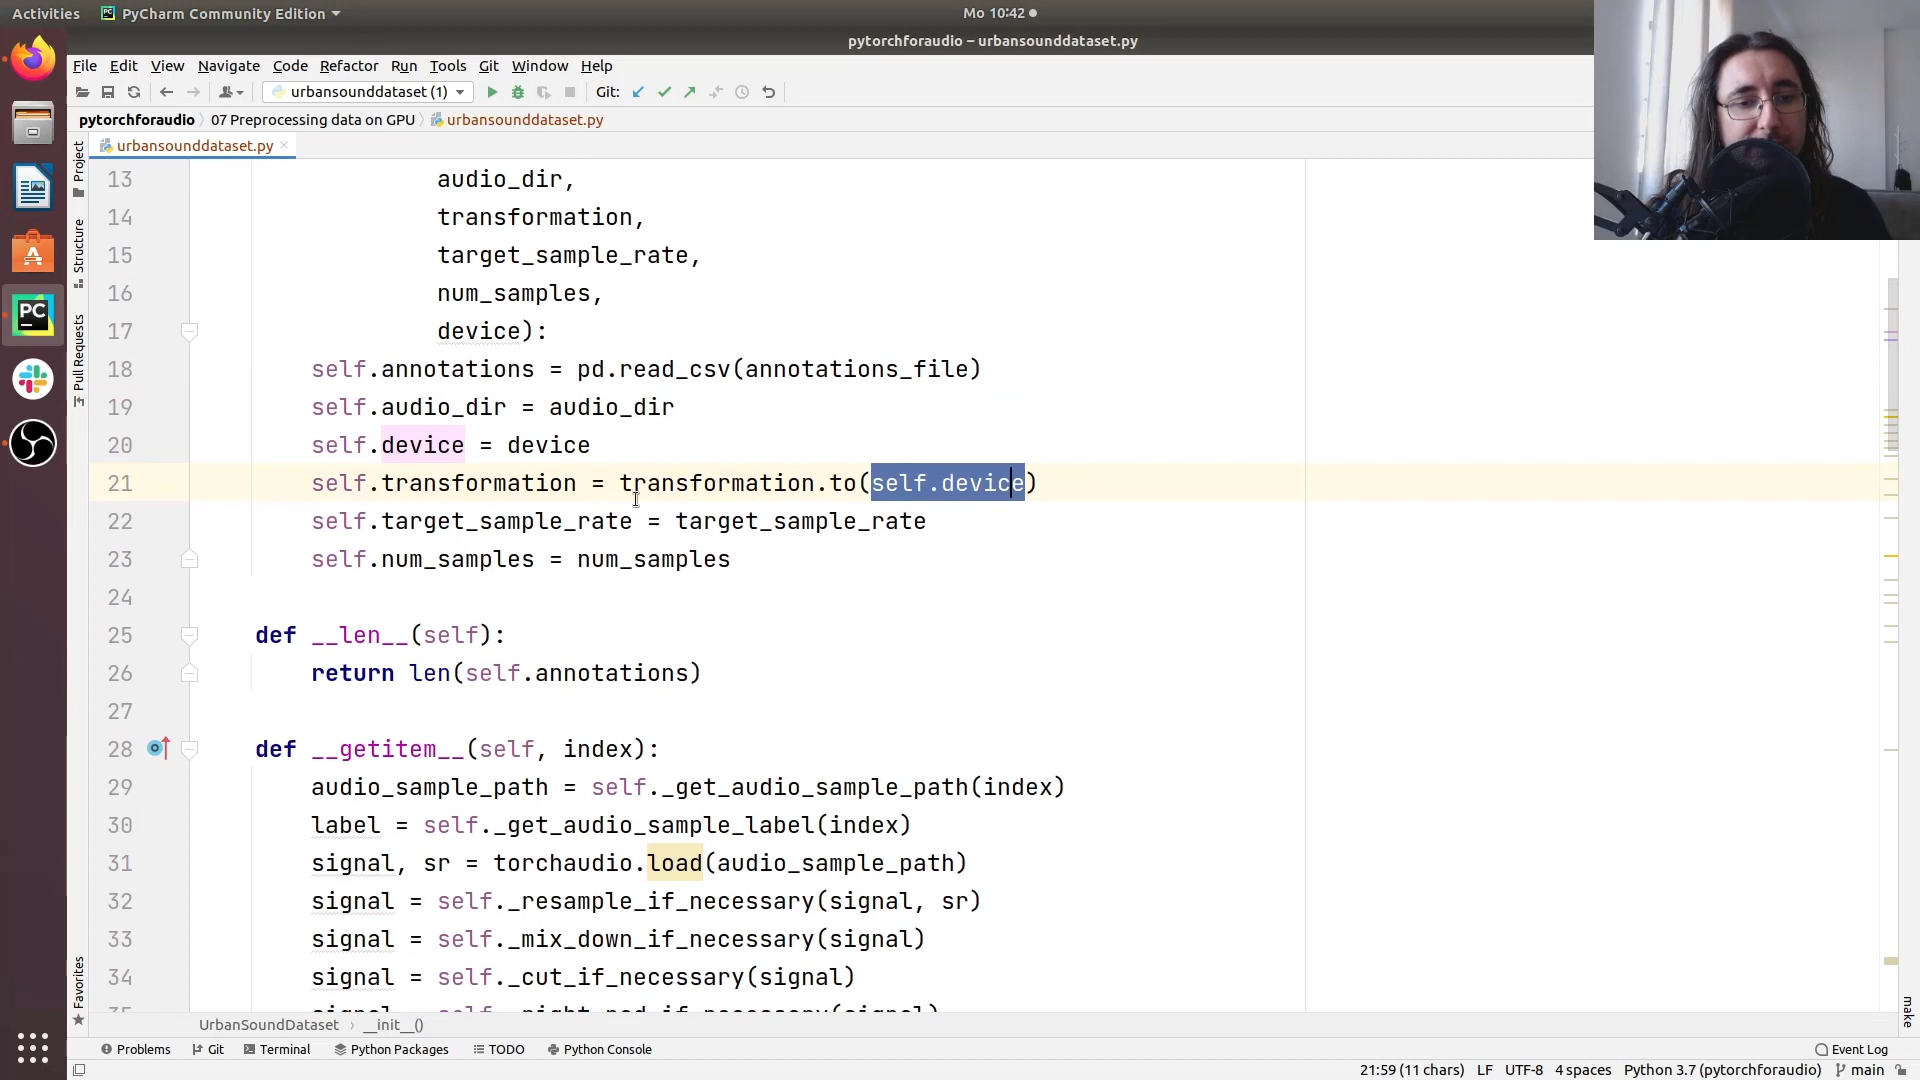 Activities PyCharm Community Edition Mo 10:42
pytorchforaudio – urbansounddataset.py
File Edit View Navigate Code Refactor Run Tools Git Window Help
urbansounddataset (1) Git:
pytorchforaudio 07 Preprocessing data on GPU urbansounddataset.py
urbansounddataset.py
Project
Structure
Pull Requests
Favorites
make
13 audio_dir,
14 transformation,
15 target_sample_rate,
16 num_samples,
17 device):
18 self.annotations = pd.read_csv(annotations_file)
19 self.audio_dir = audio_dir
20 self.device = device
21 self.transformation = transformation.to(self.device)
22 self.target_sample_rate = target_sample_rate
23 self.num_samples = num_samples
24
25 def __len__(self):
26 return len(self.annotations)
27
28 def __getitem__(self, index):
29 audio_sample_path = self._get_audio_sample_path(index)
30 label = self._get_audio_sample_label(index)
31 signal, sr = torchaudio.load(audio_sample_path)
32 signal = self._resample_if_necessary(signal, sr)
33 signal = self._mix_down_if_necessary(signal)
34 signal = self._cut_if_necessary(signal)
35 signal = self._right_pad_if_necessary(signal)
UrbanSoundDataset › __init__()
Problems Git Terminal Python Packages TODO Python Console Event Log
21:59 (11 chars) LF UTF-8 4 spaces Python 3.7 (pytorchforaudio) main